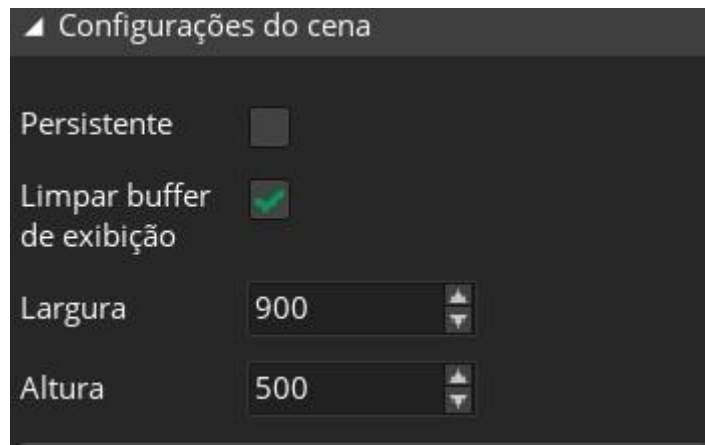 Configurações do cena
Persistente
Limpar buffer
de exibição
Largura 900
Altura 500